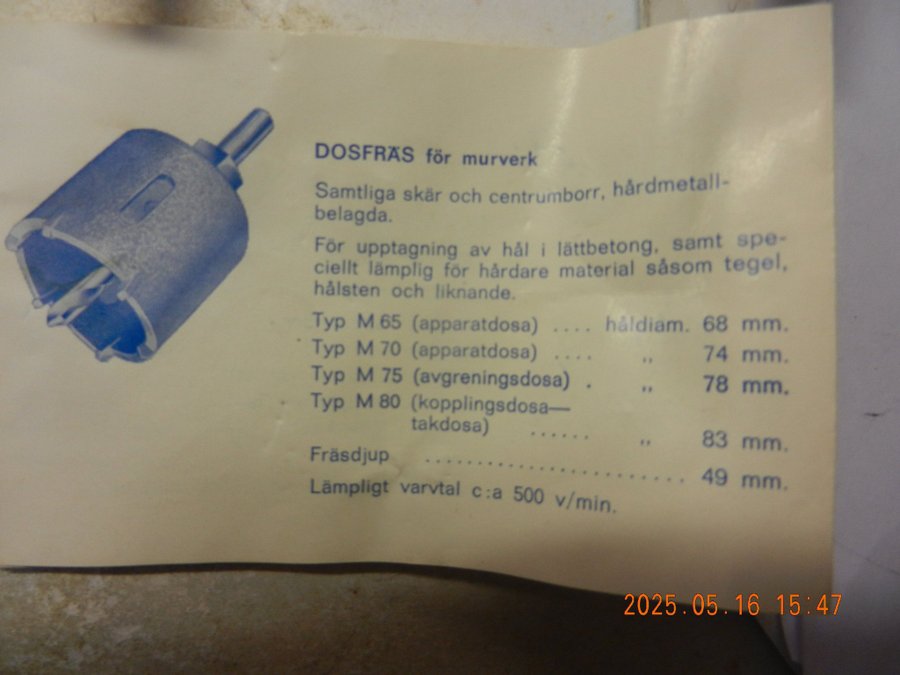 DOSFRÄS för murverk
Samtliga skär och centrumborr, hårdmetall-
belagda.
För upptagning av hål i lättbetong, samt spe-
ciellt lämplig för hårdare material såsom tegel,
hålsten och liknande.
Typ M 65 (apparatdosa) .... håldiam. 68 mm.
Typ M 70 (apparatdosa) .... ,, 74 mm.
Typ M 75 (avgreningsdosa) . ,, 78 mm.
Typ M 80 (kopplingsdosa—
takdosa) ...... ,, 83 mm.
Fräsdjup ........................ 49 mm.
Lämpligt varvtal c:a 500 v/min.
2025.05.16 15:47